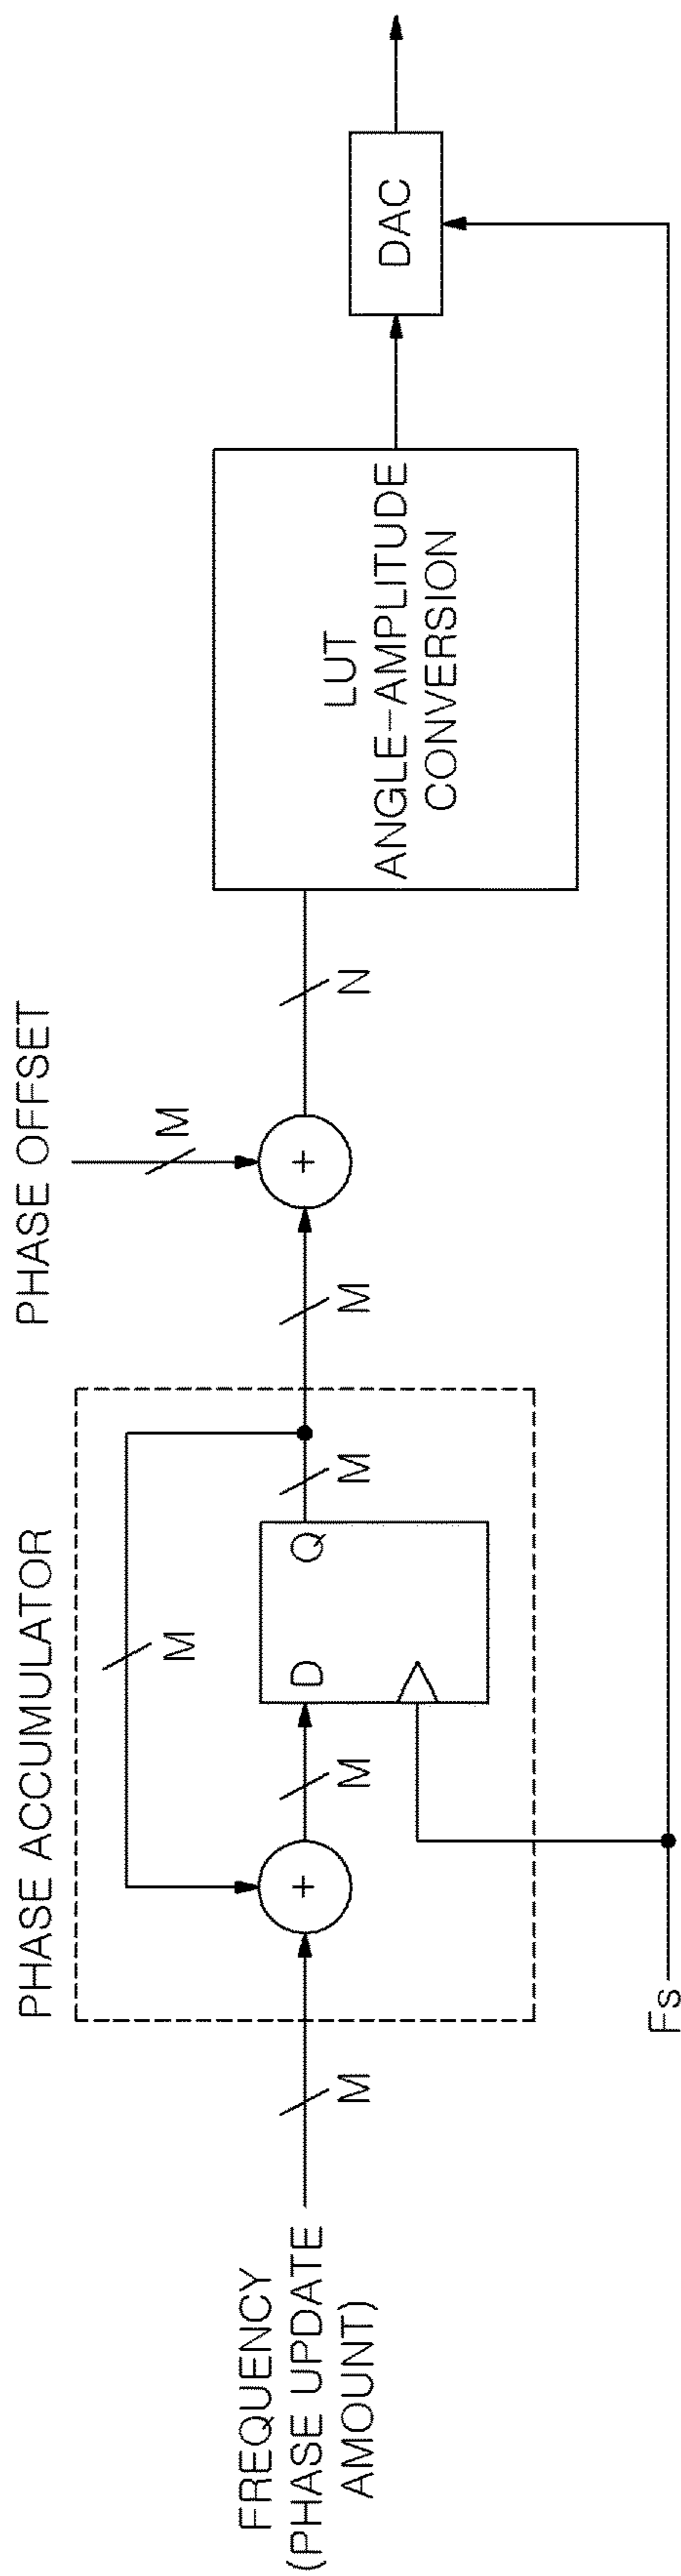 FREQUENCY
(PHASE UPDATE
AMOUNT)
M
PHASE ACCUMULATOR
+
M
M
D
Q
M
M
PHASE OFFSET
M
+
N
LUT
ANGLE-AMPLITUDE
CONVERSION
DAC
Fs